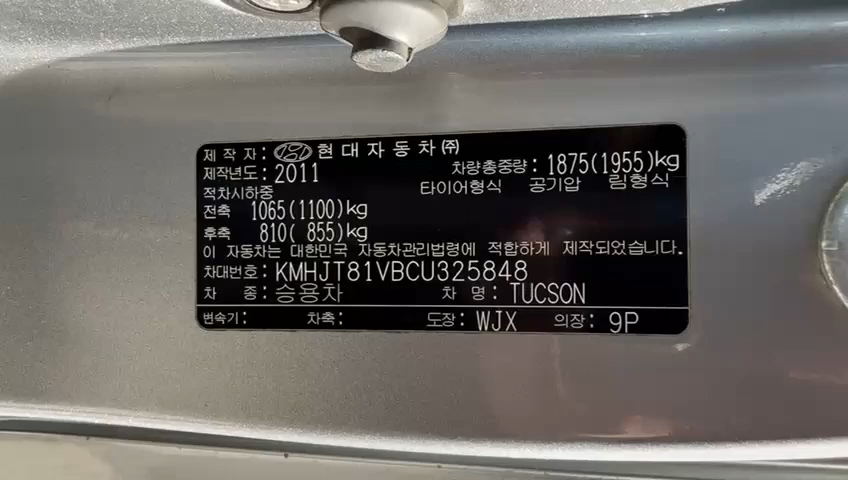 제 작 자: 현대자동차㈜
제작년도: 2011 차량총중량: 1875(1955)kg
적차시하중 타이어형식 공기압 림형식
전축 1065(1100)kg
후축 810( 855)kg
이 자동차는 대한민국 자동차관리법령에 적합하게 제작되었습니다.
차대번호: KMHJT81VBCU325848
차 종: 승용차 차 명: TUCSON
변속기: 차축: 도장: WJX 의장: 9P